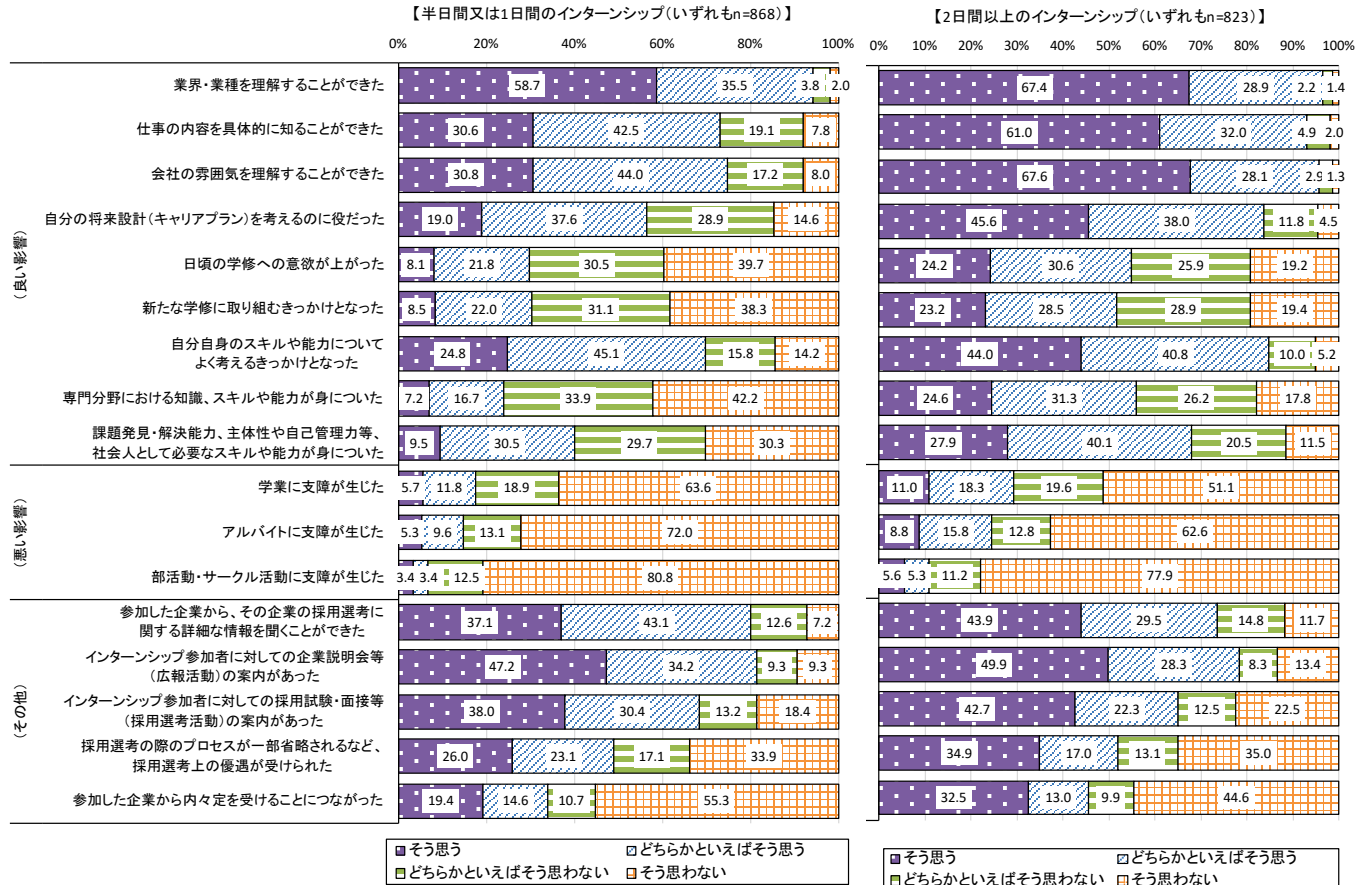 【半日間又は1日間のインターンシップ（いずれもn=868）】
【2日間以上のインターンシップ（いずれもn=823）】
0% 20% 40% 60% 80% 100%
0% 10% 20% 30% 40% 50% 60% 70% 80% 90% 100%
（良い影響）
業界・業種を理解することができた 58.7 35.5 3.8 2.0 67.4 28.9 2.2 1.4
仕事の内容を具体的に知ることができた 30.6 42.5 19.1 7.8 61.0 32.0 4.9 2.0
会社の雰囲気を理解することができた 30.8 44.0 17.2 8.0 67.6 28.1 2.9 1.3
自分の将来設計（キャリアプラン）を考えるのに役だった 19.0 37.6 28.9 14.6 45.6 38.0 11.8 4.5
日頃の学修への意欲が上がった 8.1 21.8 30.5 39.7 24.2 30.6 25.9 19.2
新たな学修に取り組むきっかけとなった 8.5 22.0 31.1 38.3 23.2 28.5 28.9 19.4
自分自身のスキルや能力について
よく考えるきっかけとなった 24.8 45.1 15.8 14.2 44.0 40.8 10.0 5.2
専門分野における知識、スキルや能力が身についた 7.2 16.7 33.9 42.2 24.6 31.3 26.2 17.8
課題発見・解決能力、主体性や自己管理力等、
社会人として必要なスキルや能力が身についた 9.5 30.5 29.7 30.3 27.9 40.1 20.5 11.5
（悪い影響）
学業に支障が生じた 5.7 11.8 18.9 63.6 11.0 18.3 19.6 51.1
アルバイトに支障が生じた 5.3 9.6 13.1 72.0 8.8 15.8 12.8 62.6
部活動・サークル活動に支障が生じた 3.4 3.4 12.5 80.8 5.6 5.3 11.2 77.9
（その他）
参加した企業から、その企業の採用選考に
関する詳細な情報を聞くことができた 37.1 43.1 12.6 7.2 43.9 29.5 14.8 11.7
インターンシップ参加者に対しての企業説明会等
（広報活動）の案内があった 47.2 34.2 9.3 9.3 49.9 28.3 8.3 13.4
インターンシップ参加者に対しての採用試験・面接等
（採用選考活動）の案内があった 38.0 30.4 13.2 18.4 42.7 22.3 12.5 22.5
採用選考の際のプロセスが一部省略されるなど、
採用選考上の優遇が受けられた 26.0 23.1 17.1 33.9 34.9 17.0 13.1 35.0
参加した企業から内々定を受けることにつながった 19.4 14.6 10.7 55.3 32.5 13.0 9.9 44.6
そう思う どちらかといえばそう思う
どちらかといえばそう思わない そう思わない
そう思う どちらかといえばそう思う
どちらかといえばそう思わない そう思わない